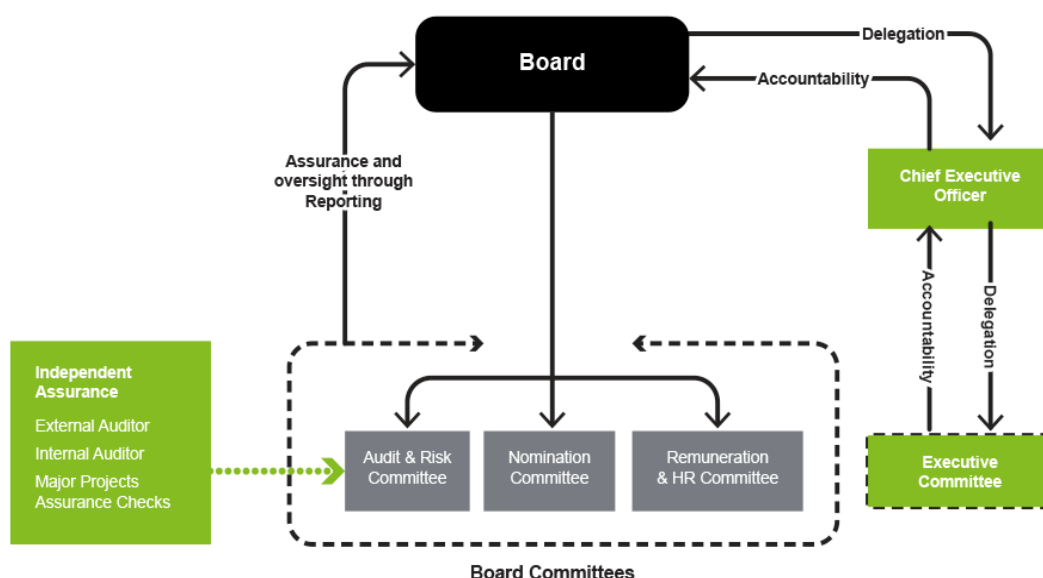 Board
Delegation
Accountability
Assurance and
oversight through
Reporting
Chief Executive
Officer
Accountability
Delegation
Independent
Assurance
External Auditor
Internal Auditor
Major Projects
Assurance Checks
Audit & Risk
Committee
Nomination
Committee
Remuneration
& HR Committee
Executive
Committee
Board Committees